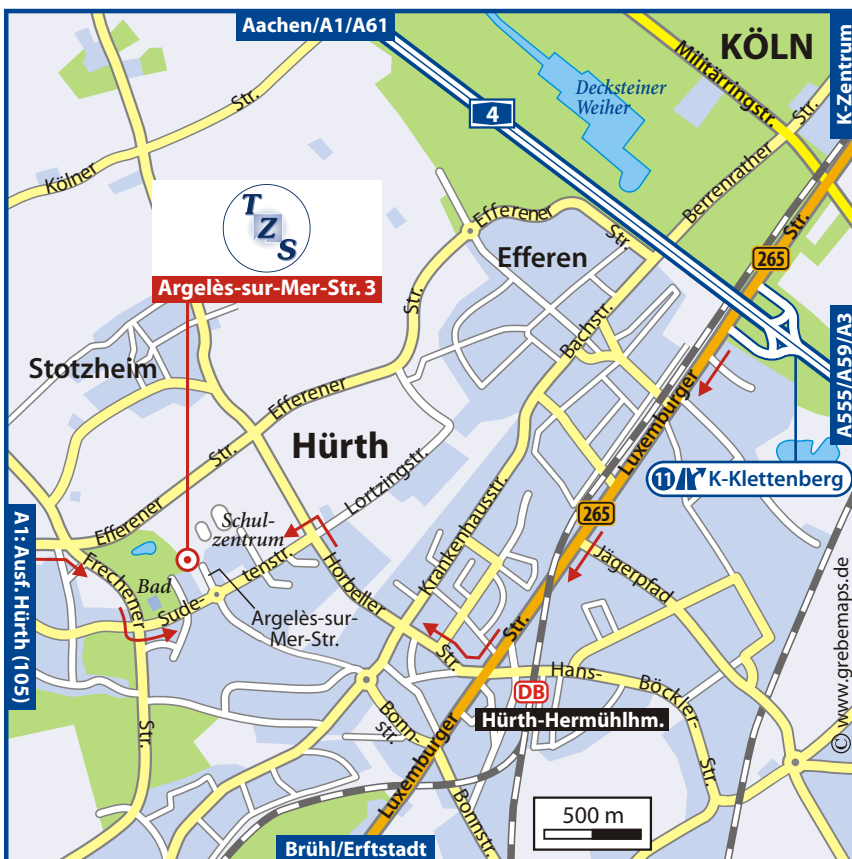 Aachen/A1/A61
KÖLN
K-Zentrum
Militärringstr.
Decksteiner
Weiher
4
Str.
Kölner
Berrenrather
Str.
T
Z
S
Efferener
Str.
Efferen
Str.
265
Argelès-sur-Mer-Str. 3
Str.
Bachstr.
A555/A59/A3
Stotzheim
Efferener
Luxemburger
Hürth
Str.
Lortzingstr.
11 K-Klettenberg
A1: Ausf. Hürth (105)
Efferener
Schul-
zentrum
Krankenhausstr.
265
Jägerpfad
Frechener
Bad
Sude-
tenstr.
Horbeller
Argelès-sur-
Mer-Str.
Str.
Str.
Hans-
Böckler-
Str.
DB
Hürth-Hermühlhm.
Str.
Bonn-
str.
Luxemburger
Bonnstr.
500 m
Brühl/Erftstadt
© www.grebemaps.de